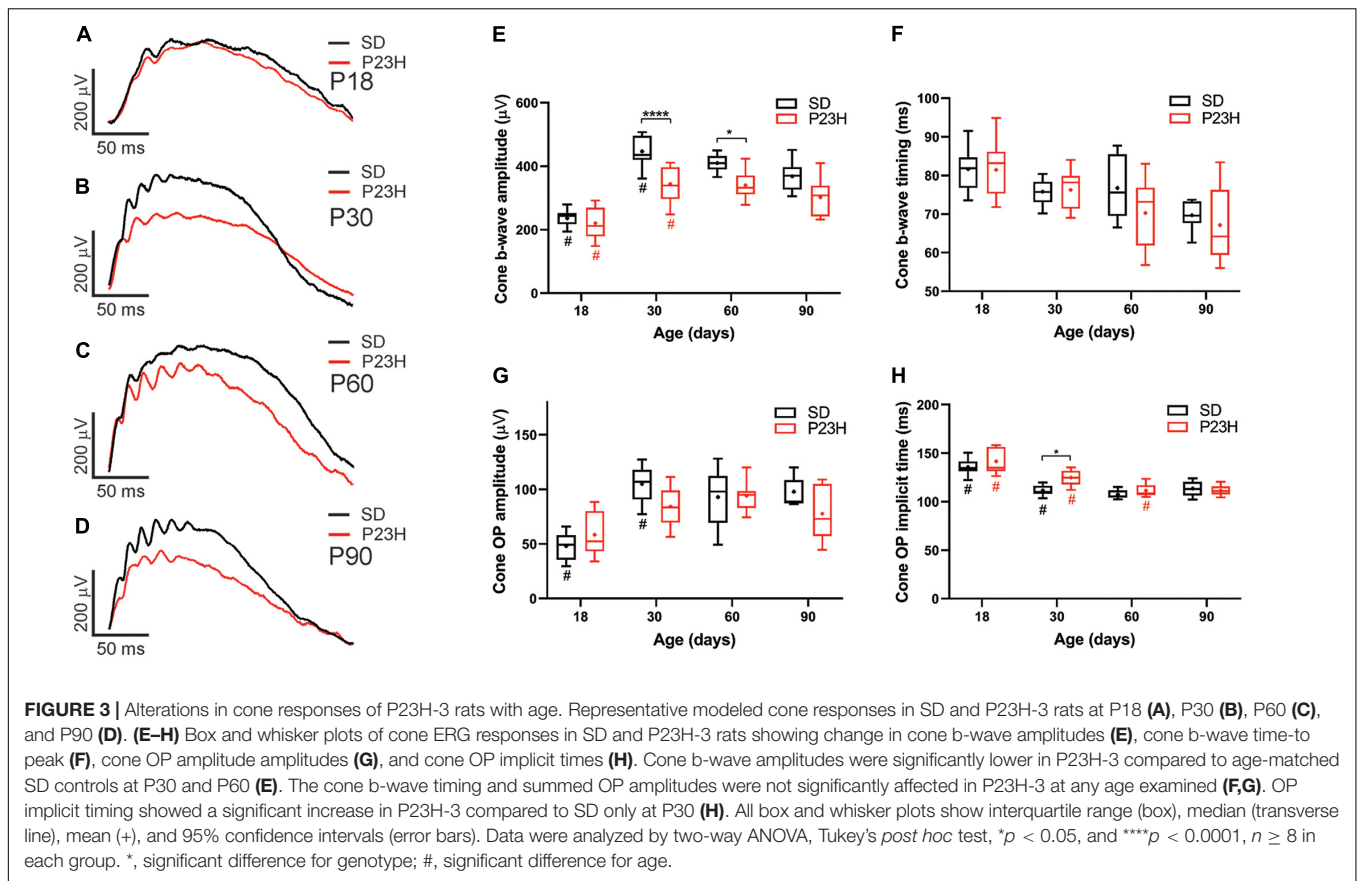 A
SD
P23H
P18
200 μV
50 ms
B
SD
P23H
P30
200 μV
50 ms
C
SD
P23H
P60
200 μV
50 ms
D
SD
P23H
P90
200 μV
50 ms
E
SD
P23H
Cone b-wave amplitude (μV)
600
400
200
0
****
*
#
#
#
#
18 30 60 90
Age (days)
F
SD
P23H
Cone b-wave timing (ms)
100
90
80
70
60
50
18 30 60 90
Age (days)
G
SD
P23H
Cone OP amplitude (μV)
150
100
50
0
#
#
18 30 60 90
Age (days)
H
SD
P23H
Cone OP implicit time (ms)
200
150
100
50
0
*
#
#
#
#
#
18 30 60 90
Age (days)
FIGURE 3 | Alterations in cone responses of P23H-3 rats with age. Representative modeled cone responses in SD and P23H-3 rats at P18 (A), P30 (B), P60 (C),
and P90 (D). (E–H) Box and whisker plots of cone ERG responses in SD and P23H-3 rats showing change in cone b-wave amplitudes (E), cone b-wave time-to
peak (F), cone OP amplitude amplitudes (G), and cone OP implicit times (H). Cone b-wave amplitudes were significantly lower in P23H-3 compared to age-matched
SD controls at P30 and P60 (E). The cone b-wave timing and summed OP amplitudes were not significantly affected in P23H-3 at any age examined (F,G). OP
implicit timing showed a significant increase in P23H-3 compared to SD only at P30 (H). All box and whisker plots show interquartile range (box), median (transverse
line), mean (+), and 95% confidence intervals (error bars). Data were analyzed by two-way ANOVA, Tukey's post hoc test, *p < 0.05, and ****p < 0.0001, n ≥ 8 in
each group. *, significant difference for genotype; #, significant difference for age.